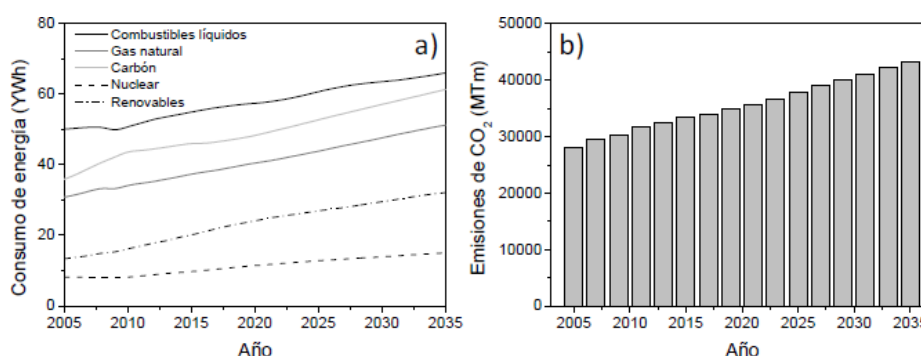 80
60
40
20
0
Consumo de energía (YWh)
Combustibles líquidos
Gas natural
Carbón
Nuclear
Renovables
a)
2005 2010 2015 2020 2025 2030 2035
Año
50000
40000
30000
20000
10000
0
Emisiones de CO₂ (MTm)
b)
2005 2010 2015 2020 2025 2030 2035
Año